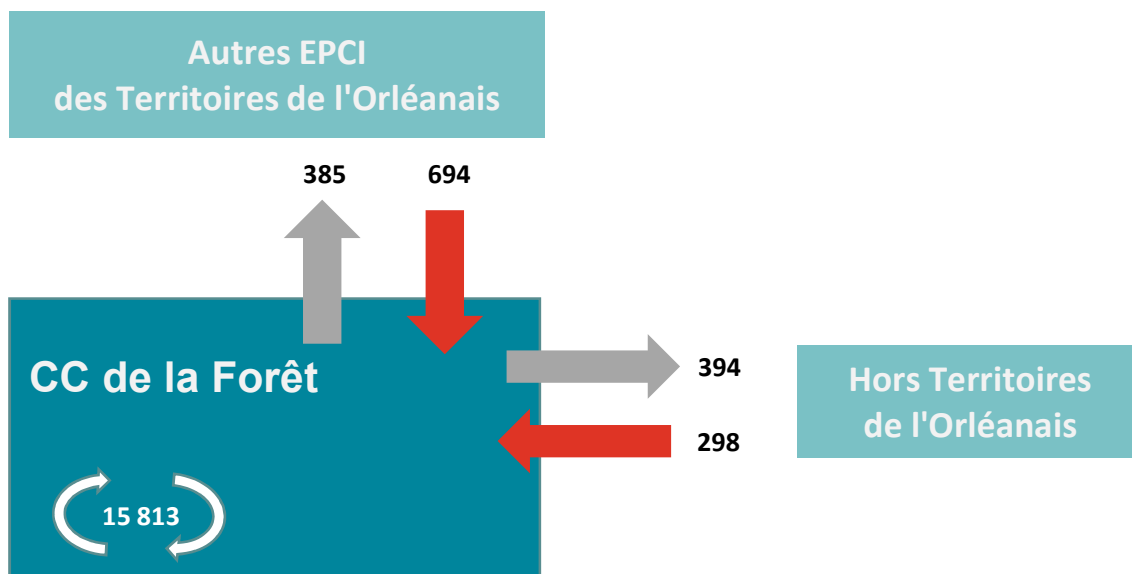 Autres EPCI
des Territoires de l'Orléanais
385 694
CC de la Forêt
394
298
Hors Territoires
de l'Orléanais
15 813